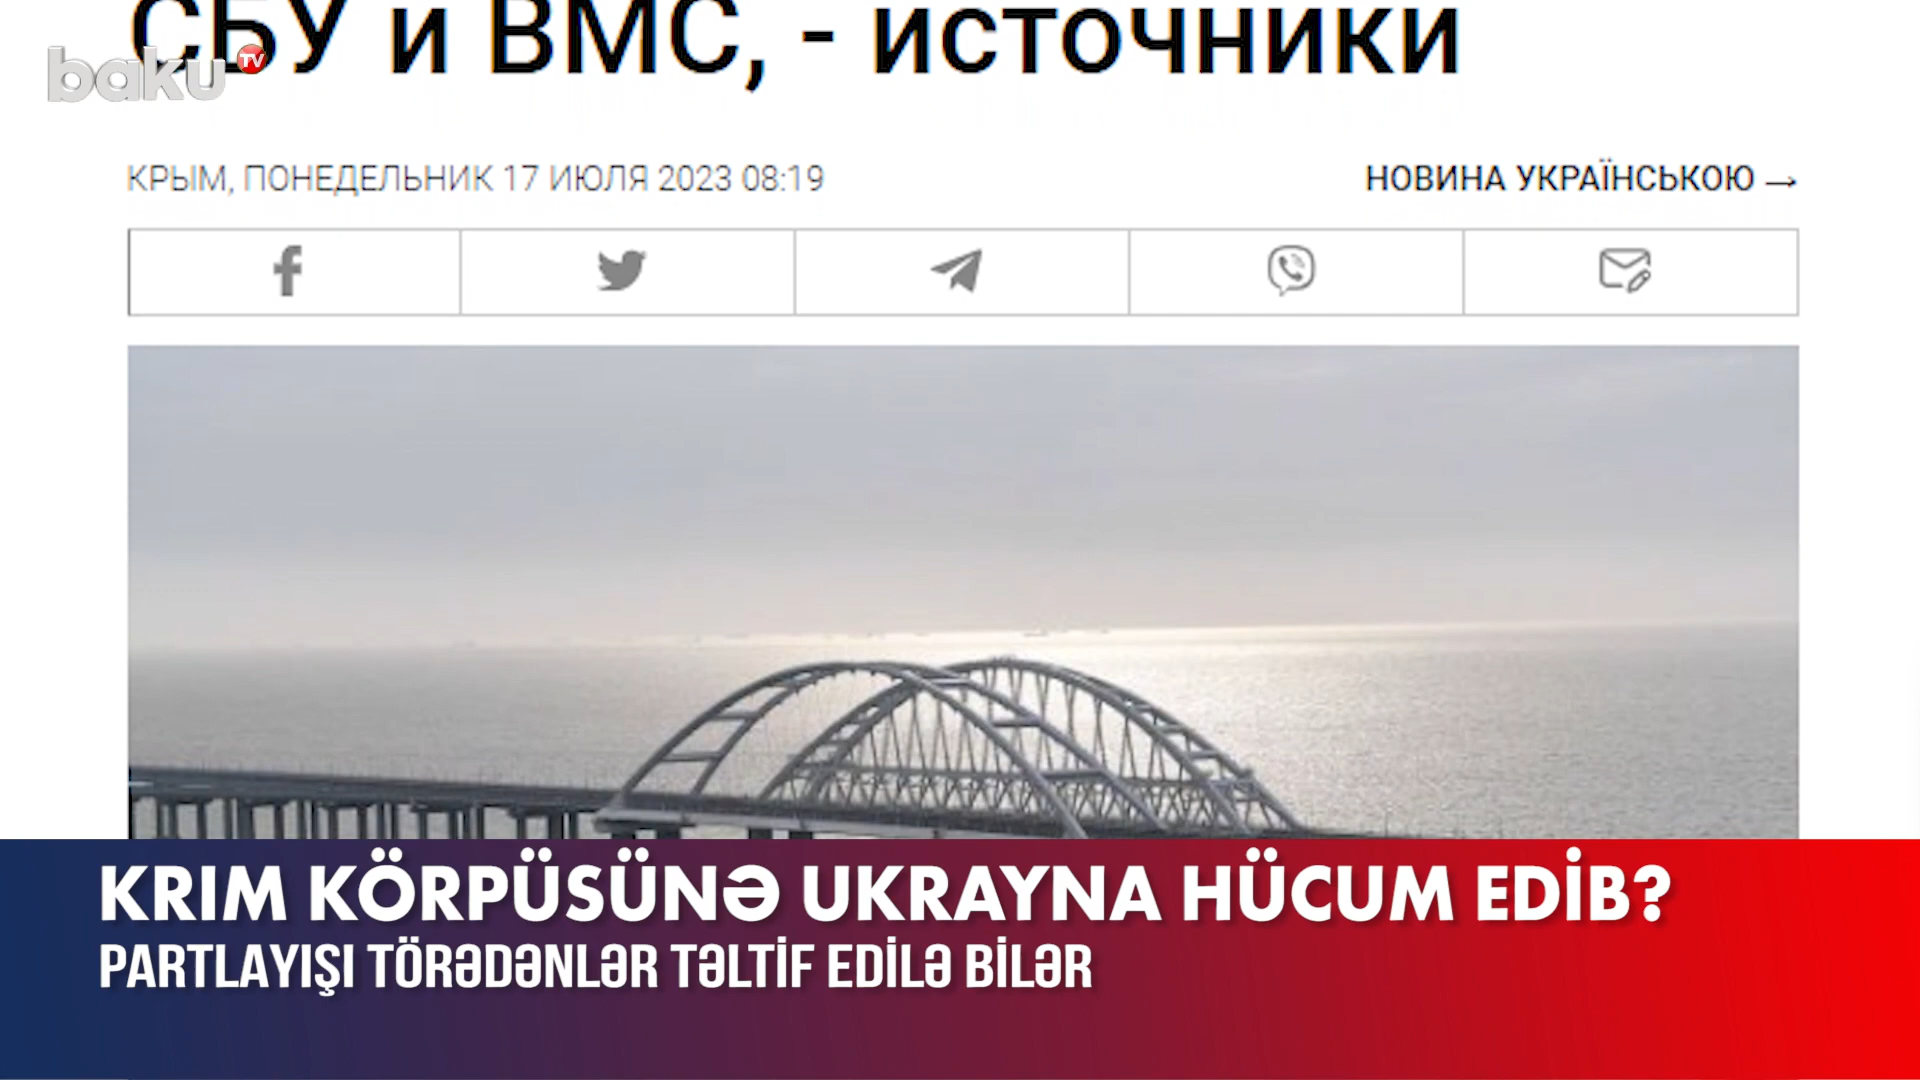 СБУ и ВМС, - источники
baku TV
КРЫМ, ПОНЕДЕЛЬНИК 17 ИЮЛЯ 2023 08:19
НОВИНА УКРАЇНСЬКОЮ →
KRIM KÖRPÜSÜNƏ UKRAYNA HÜCUM EDİB?
PARTLAYIŞI TÖRƏDƏNLƏR TƏLTİF EDİLƏ BİLƏR